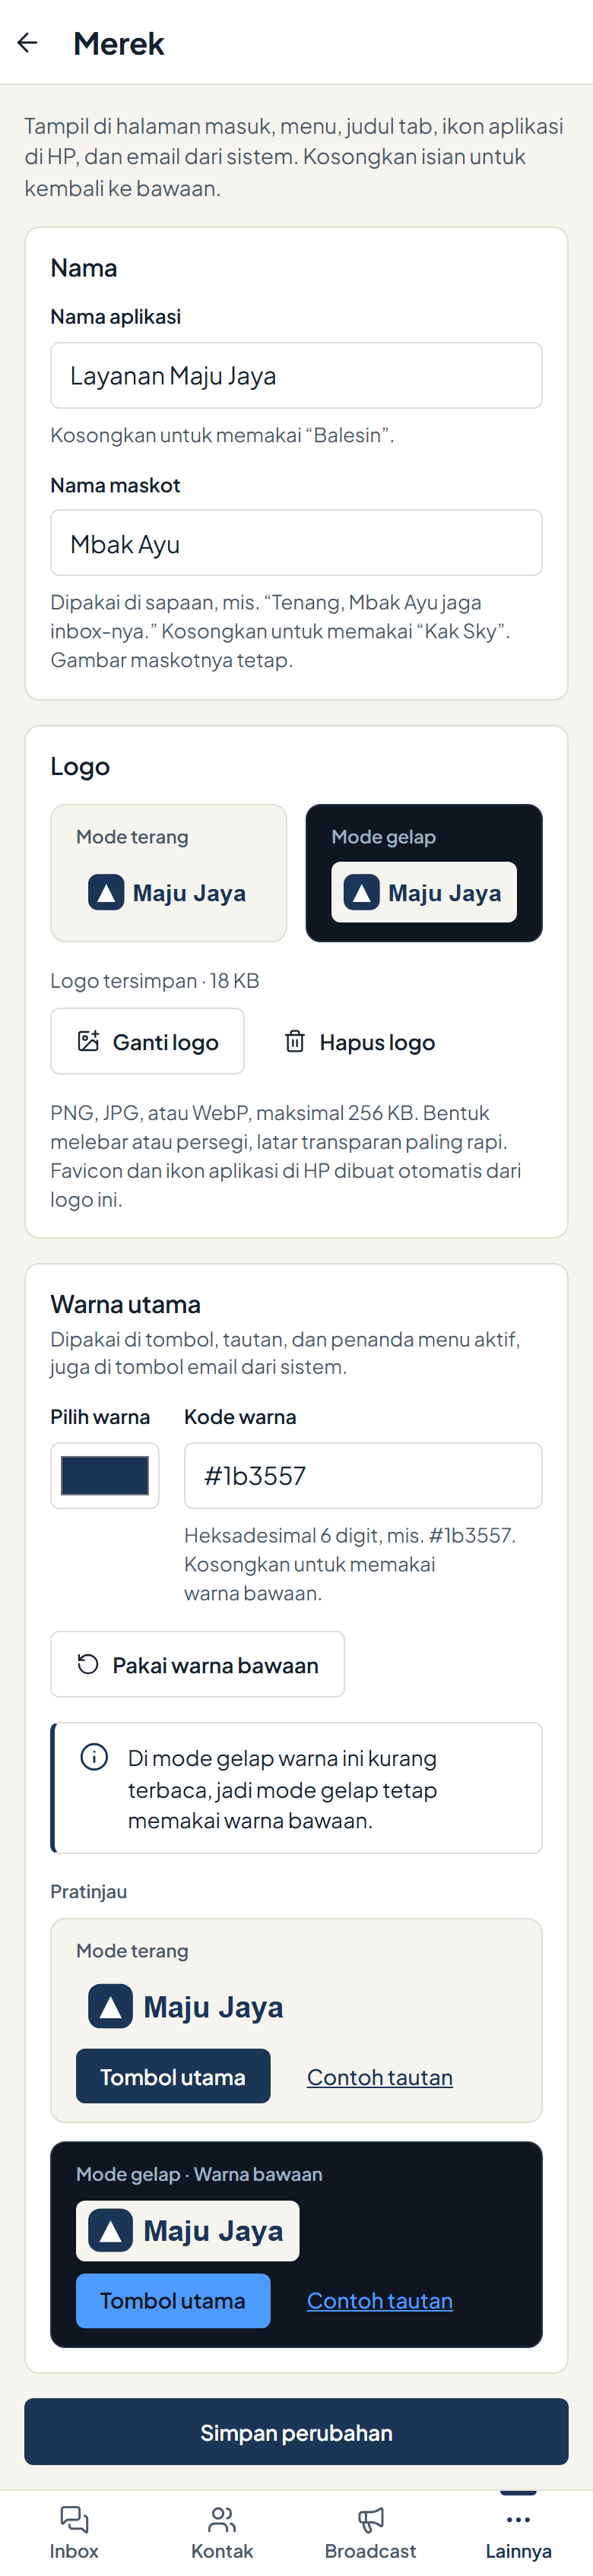 Merek
Tampil di halaman masuk, menu, judul tab, ikon aplikasi
di HP, dan email dari sistem. Kosongkan isian untuk
kembali ke bawaan.
Nama
Nama aplikasi
Layanan Maju Jaya
Kosongkan untuk memakai “Balesin”.
Nama maskot
Mbak Ayu
Dipakai di sapaan, mis. “Tenang, Mbak Ayu jaga
inbox-nya.” Kosongkan untuk memakai “Kak Sky”.
Gambar maskotnya tetap.
Logo
Mode terang
Maju Jaya
Mode gelap
Maju Jaya
Logo tersimpan · 18 KB
Ganti logo
Hapus logo
PNG, JPG, atau WebP, maksimal 256 KB. Bentuk
melebar atau persegi, latar transparan paling rapi.
Favicon dan ikon aplikasi di HP dibuat otomatis dari
logo ini.
Warna utama
Dipakai di tombol, tautan, dan penanda menu aktif,
juga di tombol email dari sistem.
Pilih warna
Kode warna
#1b3557
Heksadesimal 6 digit, mis. #1b3557.
Kosongkan untuk memakai
warna bawaan.
Pakai warna bawaan
Di mode gelap warna ini kurang
terbaca, jadi mode gelap tetap
memakai warna bawaan.
Pratinjau
Mode terang
Maju Jaya
Tombol utama
Contoh tautan
Mode gelap · Warna bawaan
Maju Jaya
Tombol utama
Contoh tautan
Simpan perubahan
Inbox
Kontak
Broadcast
Lainnya